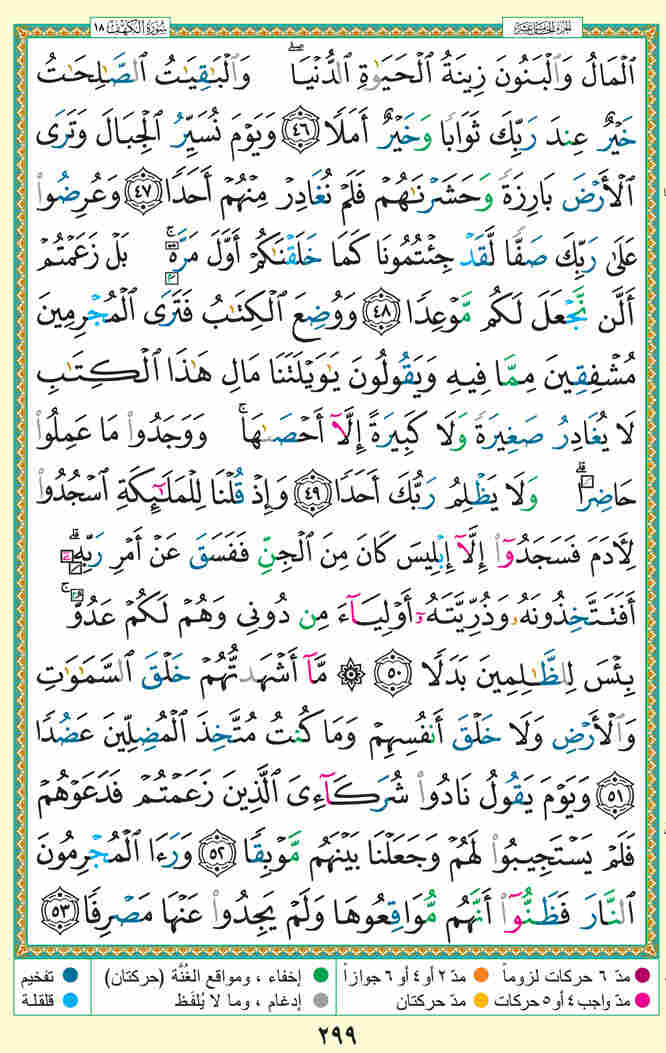 الجزء الخامس عشر
سُورَةُ الكَهْفِ ١٨
ٱلْمَالُ وَٱلْبَنُونَ زِينَةُ ٱلْحَيَوٰةِ ٱلدُّنْيَاۖ وَٱلْبَٰقِيَٰتُ ٱلصَّٰلِحَٰتُ
خَيْرٌ عِندَ رَبِّكَ ثَوَابًا وَخَيْرٌ أَمَلًا ٤٦ وَيَوْمَ نُسَيِّرُ ٱلْجِبَالَ وَتَرَى
ٱلْأَرْضَ بَارِزَةً وَحَشَرْنَٰهُمْ فَلَمْ نُغَادِرْ مِنْهُمْ أَحَدًا ٤٧ وَعُرِضُوا۟
عَلَىٰ رَبِّكَ صَفًّا لَّقَدْ جِئْتُمُونَا كَمَا خَلَقْنَٰكُمْ أَوَّلَ مَرَّةٍۭۚ بَلْ زَعَمْتُمْ
أَلَّن نَّجْعَلَ لَكُم مَّوْعِدًا ٤٨ وَوُضِعَ ٱلْكِتَٰبُ فَتَرَى ٱلْمُجْرِمِينَ
مُشْفِقِينَ مِمَّا فِيهِ وَيَقُولُونَ يَٰوَيْلَتَنَا مَالِ هَٰذَا ٱلْكِتَٰبِ
لَا يُغَادِرُ صَغِيرَةً وَلَا كَبِيرَةً إِلَّآ أَحْصَىٰهَاۚ وَوَجَدُوا۟ مَا عَمِلُوا۟
حَاضِرًاۗ وَلَا يَظْلِمُ رَبُّكَ أَحَدًا ٤٩ وَإِذْ قُلْنَا لِلْمَلَٰٓئِكَةِ ٱسْجُدُوا۟
لِءَادَمَ فَسَجَدُوٓا۟ إِلَّآ إِبْلِيسَ كَانَ مِنَ ٱلْجِنِّ فَفَسَقَ عَنْ أَمْرِ رَبِّهِۦٓۗ
أَفَتَتَّخِذُونَهُۥ وَذُرِّيَّتَهُۥٓ أَوْلِيَآءَ مِن دُونِى وَهُمْ لَكُمْ عَدُوٌّۢۚ
بِئْسَ لِلظَّٰلِمِينَ بَدَلًا ٥٠ ۞ مَّآ أَشْهَدتُّهُمْ خَلْقَ ٱلسَّمَٰوَٰتِ
وَٱلْأَرْضِ وَلَا خَلْقَ أَنفُسِهِمْ وَمَا كُنتُ مُتَّخِذَ ٱلْمُضِلِّينَ عَضُدًا
٥١ وَيَوْمَ يَقُولُ نَادُوا۟ شُرَكَآءِىَ ٱلَّذِينَ زَعَمْتُمْ فَدَعَوْهُمْ
فَلَمْ يَسْتَجِيبُوا۟ لَهُمْ وَجَعَلْنَا بَيْنَهُم مَّوْبِقًا ٥٢ وَرَءَا ٱلْمُجْرِمُونَ
ٱلنَّارَ فَظَنُّوٓا۟ أَنَّهُم مُّوَاقِعُوهَا وَلَمْ يَجِدُوا۟ عَنْهَا مَصْرِفًا ٥٣
مدّ ٦ حركات لزوماً مدّ ٢ أو ٤ أو ٦ جوازاً إخفاء ، ومواقع الغُنَّة (حركتان) تفخيم
مدّ واجب ٤ أو ٥ حركات مدّ حركتان إدغام ، وما لا يُلفَظ قلقلة
٢٩٩